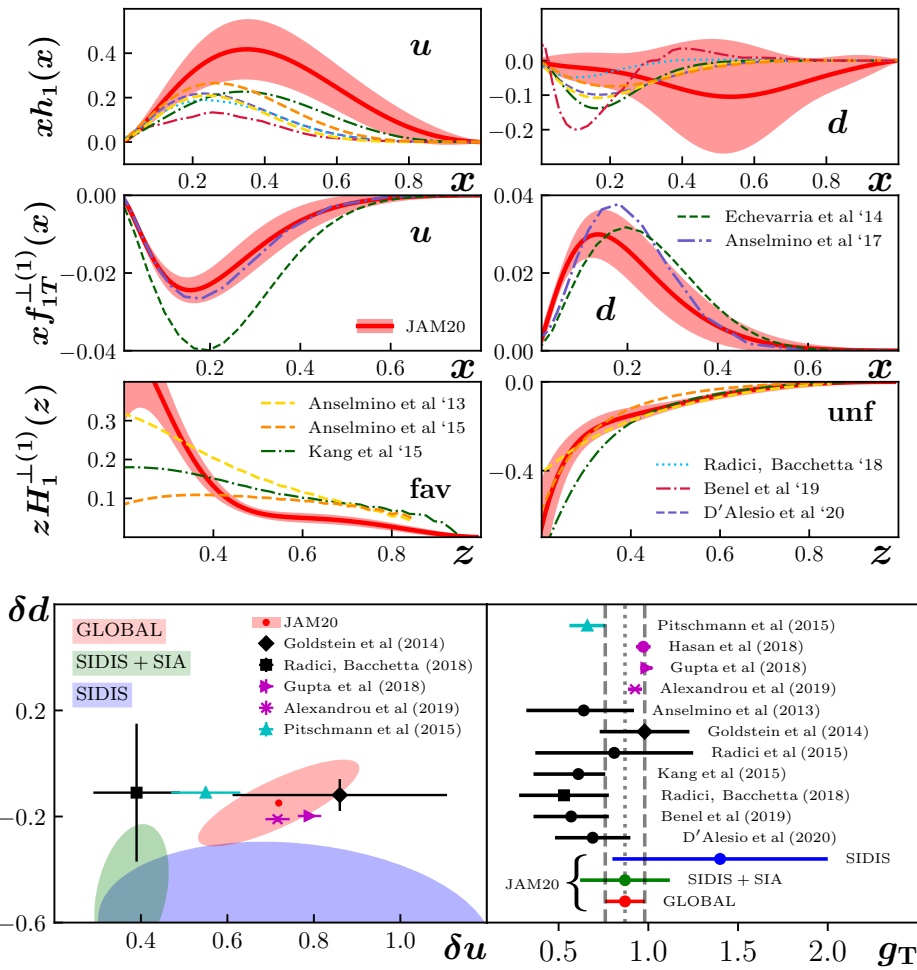 xh₁(x)
0.4
0.2
0.0
u
0.2 0.4 0.6 0.8 x
0.0
−0.1
−0.2
d
0.2 0.4 0.6 0.8 x
xf₁T^⊥(1)(x)
0.00
−0.02
−0.04
u
JAM20
0.2 0.4 0.6 x
0.04
0.02
0.00
Echevarria et al ‘14
Anselmino et al ‘17
d
0.2 0.4 0.6 x
zH₁^⊥(1)(z)
0.3
0.2
0.1
Anselmino et al ‘13
Anselmino et al ‘15
Kang et al ‘15
fav
0.4 0.6 0.8 z
0.0
−0.4
unf
Radici, Bacchetta ‘18
Benel et al ‘19
D′Alesio et al ‘20
0.4 0.6 0.8 z
δd
0.2
−0.2
−0.6
GLOBAL
SIDIS + SIA
SIDIS
JAM20
Goldstein et al (2014)
Radici, Bacchetta (2018)
Gupta et al (2018)
Alexandrou et al (2019)
Pitschmann et al (2015)
0.4 0.6 0.8 1.0 δu
Pitschmann et al (2015)
Hasan et al (2018)
Gupta et al (2018)
Alexandrou et al (2019)
Anselmino et al (2013)
Goldstein et al (2014)
Radici et al (2015)
Kang et al (2015)
Radici, Bacchetta (2018)
Benel et al (2019)
D′Alesio et al (2020)
SIDIS
JAM20 { SIDIS + SIA
GLOBAL
0.5 1.0 1.5 2.0 g_T